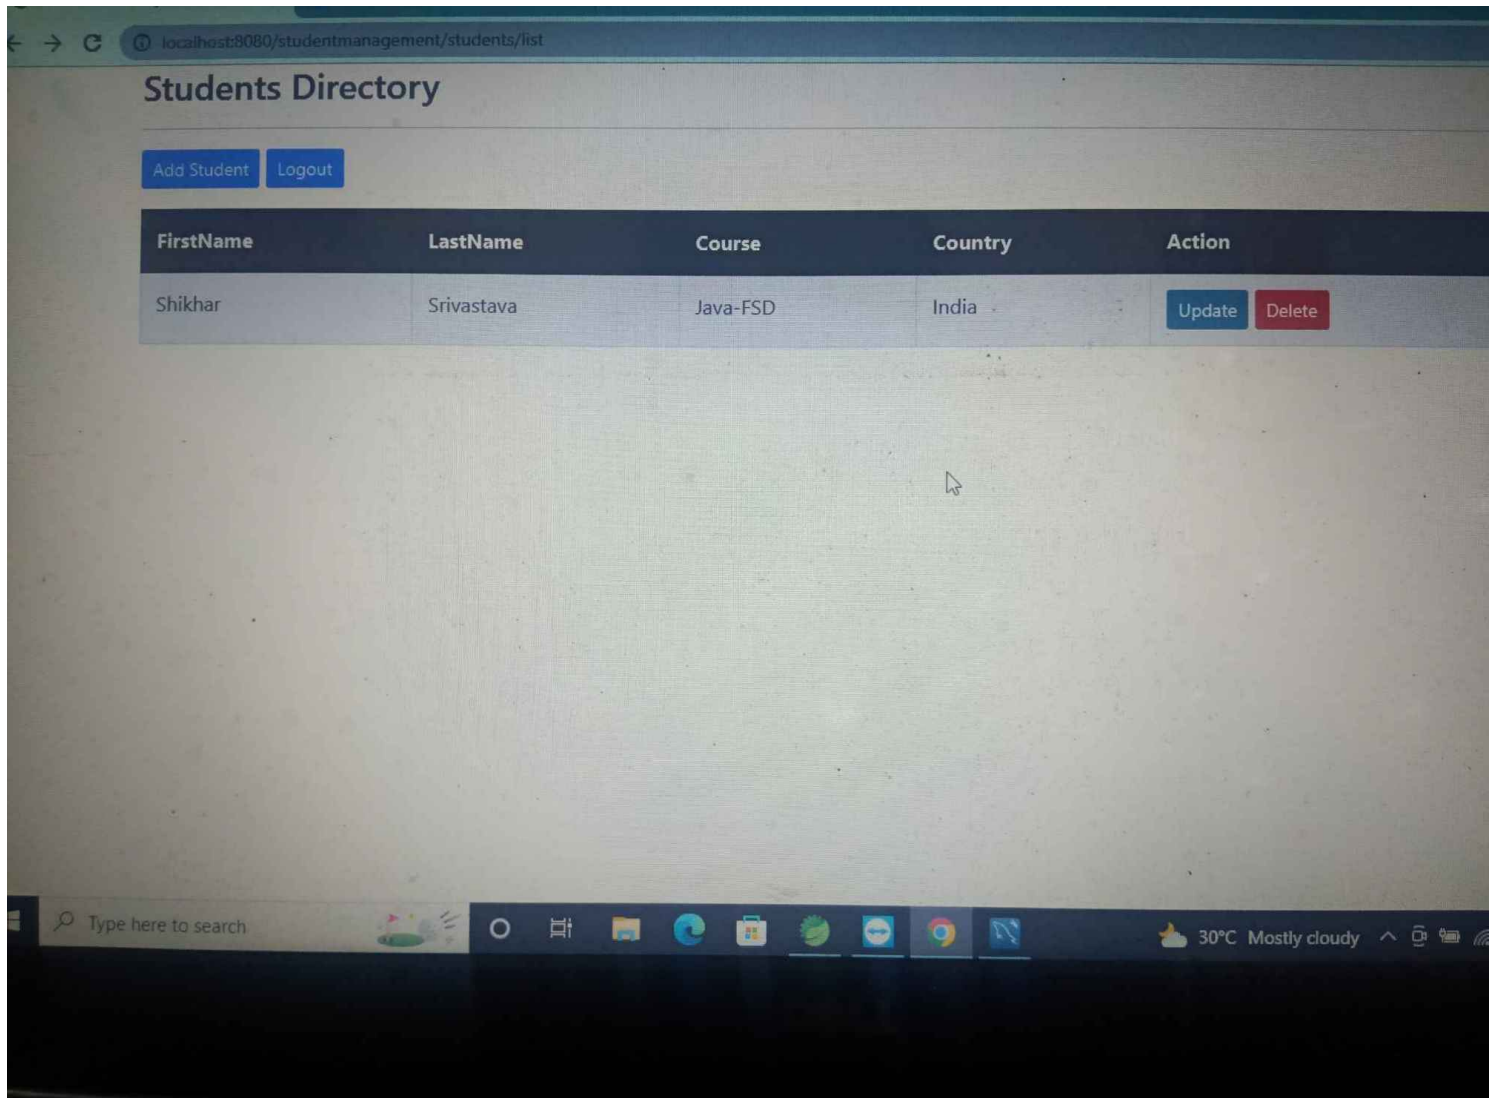 localhost:8080/studentmanagement/students/list
Students Directory
Add Student Logout
FirstName LastName Course Country Action
Shikhar Srivastava Java-FSD India Update Delete
Type here to search 30°C Mostly cloudy